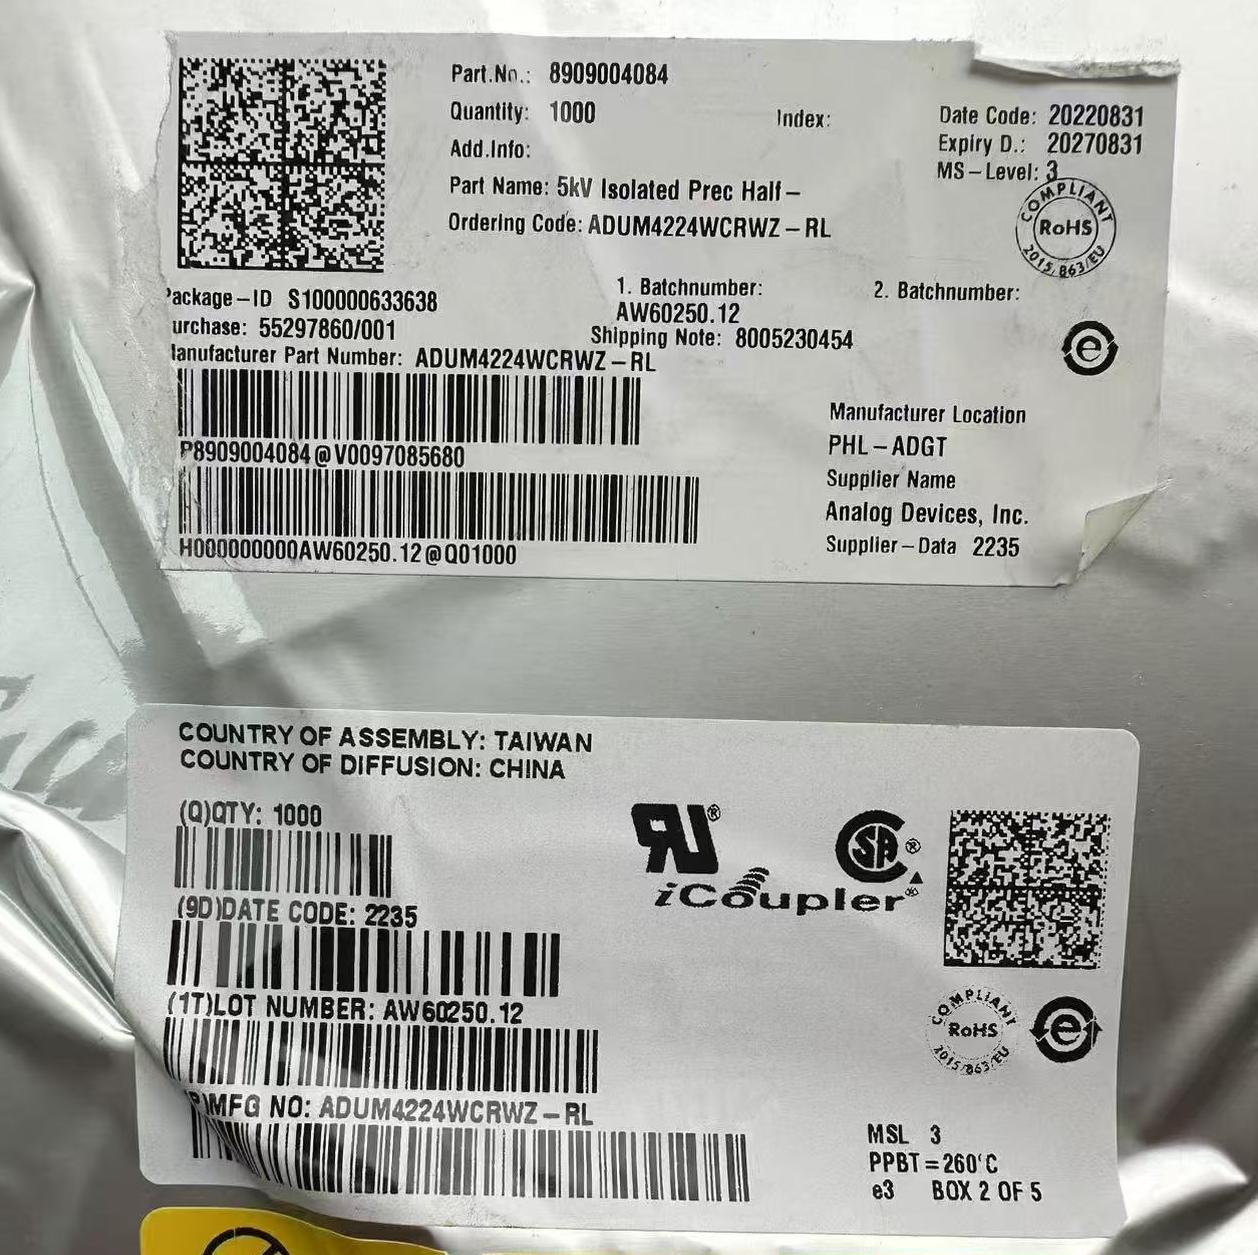 Part.No.: 8909004084
Quantity: 1000
Index:
Date Code: 20220831
Expiry D.: 20270831
MS-Level: 3
Add.Info:
Part Name: 5kV Isolated Prec Half-
Ordering Code: ADUM4224WCRWZ-RL
COMPLIANT
RoHS
2015/863/EU
Package-ID S100000633638
1. Batchnumber:
2. Batchnumber:
AW60250.12
urchase: 55297860/001
Shipping Note: 8005230454
e
anufacturer Part Number: ADUM4224WCRWZ-RL
Manufacturer Location
PHL-ADGT
P8909004084@V0097085680
Supplier Name
Analog Devices, Inc.
H000000000AW60250.12@Q01000
Supplier-Data 2235
COUNTRY OF ASSEMBLY: TAIWAN
COUNTRY OF DIFFUSION: CHINA
(Q)QTY: 1000
RU®
SA®
iCoupler®
(9D)DATE CODE: 2235
(1T)LOT NUMBER: AW60250.12
COMPLIANT
RoHS
2015/863/EU
e
P)MFG NO: ADUM4224WCRWZ-RL
MSL 3
PPBT=260°C
e3 BOX 2 OF 5